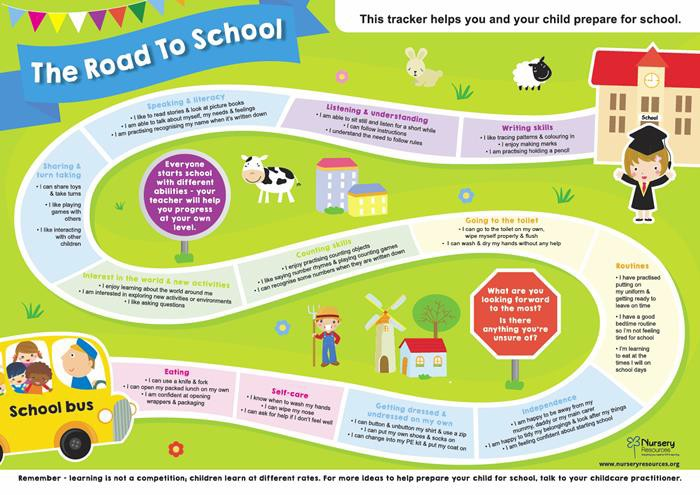 This tracker helps you and your child prepare for school.
The Road To School
Speaking & literacy
• I like to read stories & look at picture books
• I am able to talk about myself, my needs & feelings
• I am practising recognising my name when it's written down
Listening & understanding
• I am able to sit still and listen for a short while
• I can follow instructions
• I understand the need to follow rules
Writing skills
• I like tracing patterns & colouring in
• I enjoy making marks
• I am practising holding a pencil
School
Sharing &
turn taking
• I can share toys
& take turns
• I like playing
games with
others
• I like interacting
with other
children
Everyone
starts school
with different
abilities - your
teacher will help
you progress
at your own
level.
Interest in the world & new activities
• I enjoy learning about the world around me
• I am interested in exploring new activities or environments
• I like asking questions
Counting skills
• I enjoy practising counting objects
• I like saying number rhymes & playing counting games
• I can recognise some numbers when they are written down
Going to the toilet
• I can go to the toilet on my own,
wipe myself properly & flush
• I can wash & dry my hands without any help
Routines
• I have practised
putting on
my uniform &
getting ready to
leave on time
• I have a good
bedtime routine
so I'm not feeling
tired for school
• I'm learning
to eat at the
times I will on
school days
What are you
looking forward
to the most?
Is there
anything you're
unsure of?
School bus
Eating
• I can use a knife & fork
• I can open my packed lunch on my own
• I am confident at opening
wrappers & packaging
Self-care
• I know when to wash my hands
• I can wipe my nose
• I can ask for help if I don't feel well
Getting dressed &
undressed on my own
• I can button & unbutton my shirt & use a zip
• I can put my own shoes & socks on
• I can change into my PE kit & put my coat on
Independence
• I am happy to be away from my
mummy, daddy or my main carer
• I am happy to tidy my belongings & look after my things
• I am feeling confident about starting school
Nursery
Resources
www.nurseryresources.org
Remember - learning is not a competition, children learn at different rates. For more ideas to help prepare your child for school, talk to your childcare practitioner.